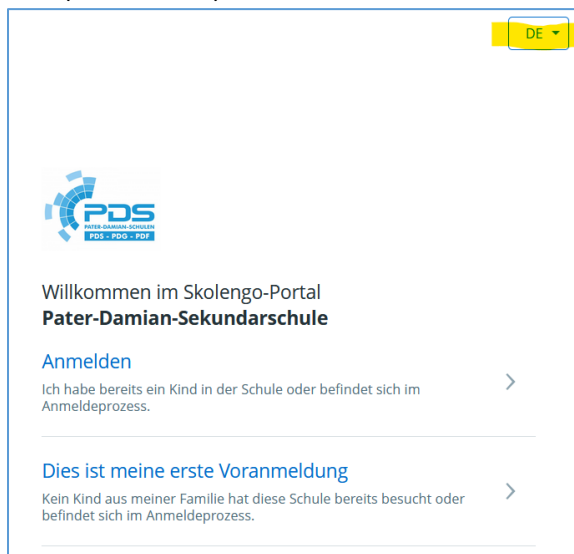 DE
PDS
PATER-DAMIAN-SCHULEN
PDS - PDG - PDF
Willkommen im Skolengo-Portal
Pater-Damian-Sekundarschule
Anmelden
Ich habe bereits ein Kind in der Schule oder befindet sich im
Anmeldeprozess.
Dies ist meine erste Voranmeldung
Kein Kind aus meiner Familie hat diese Schule bereits besucht oder
befindet sich im Anmeldeprozess.